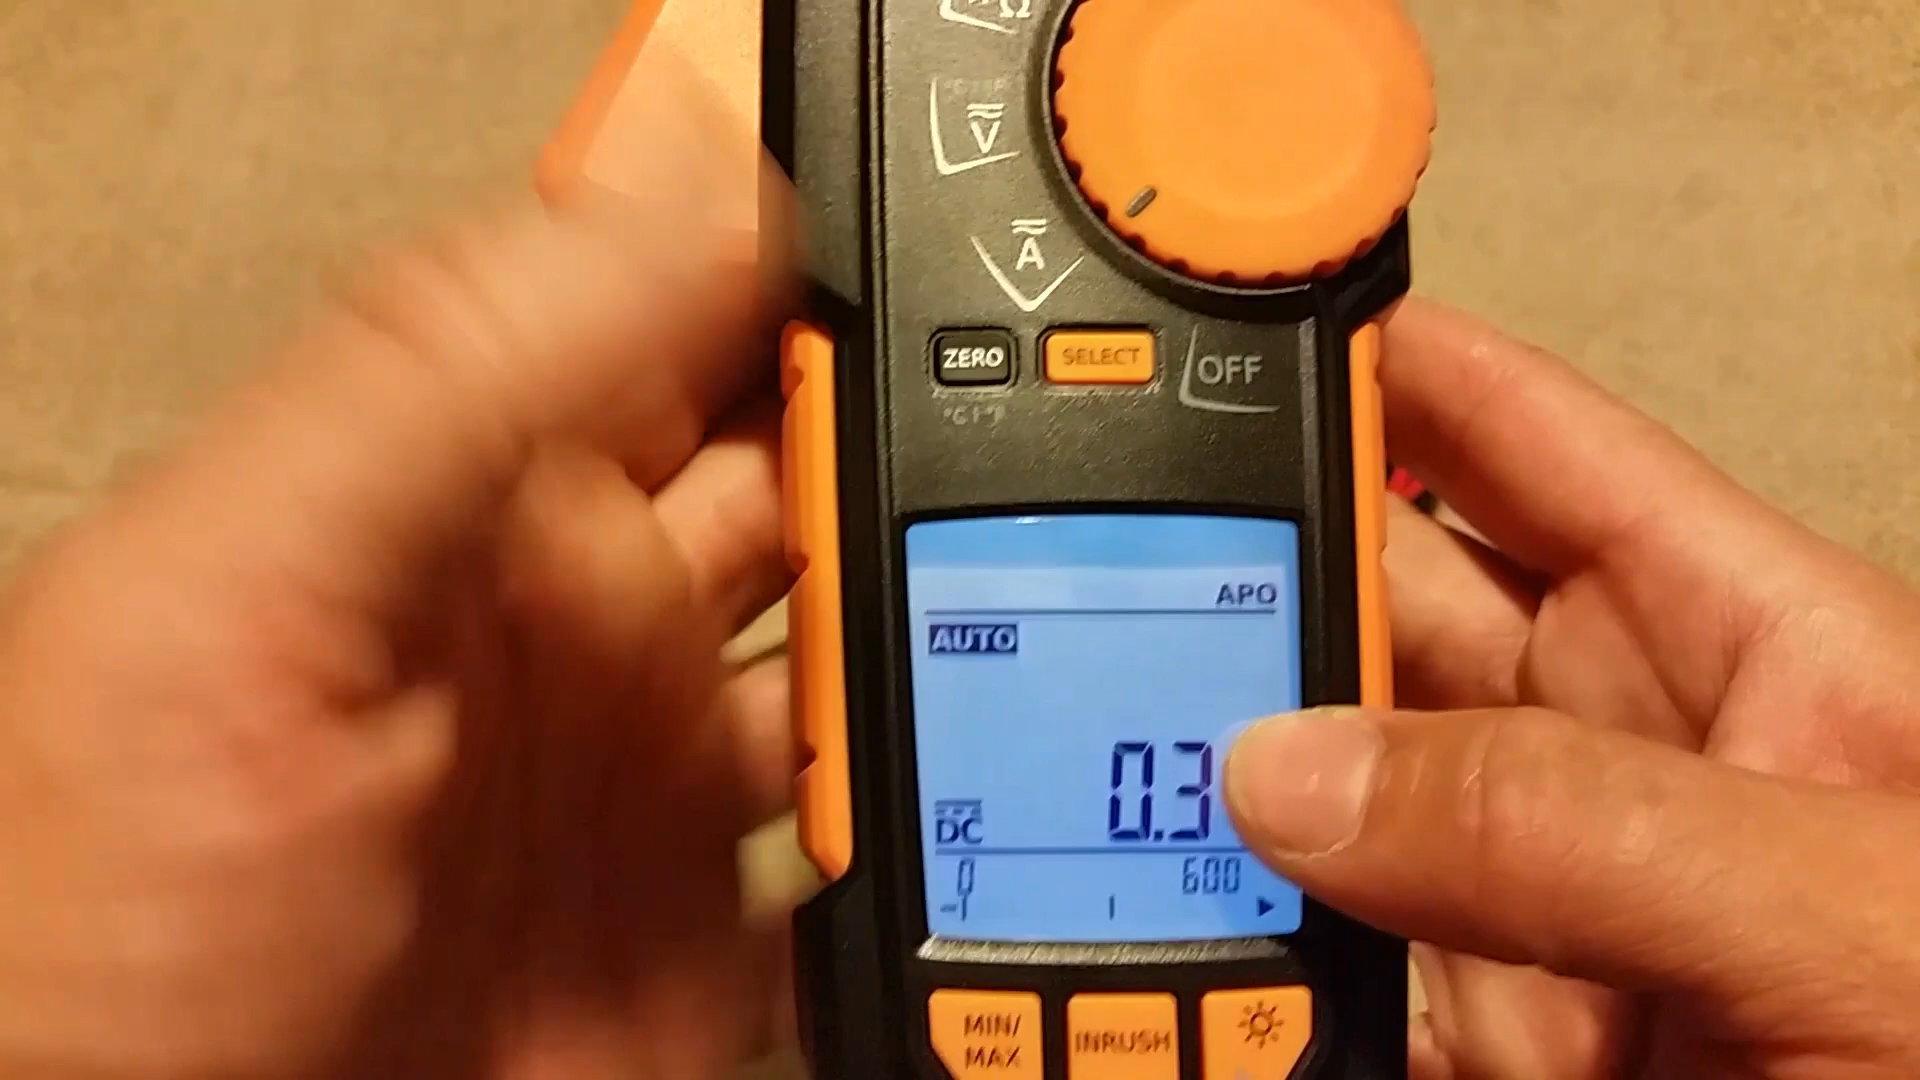 Ω
V
A
ZERO
SELECT
OFF
°C|°F
APO
AUTO
DC
0.3
0
600
MIN/
MAX
INRUSH